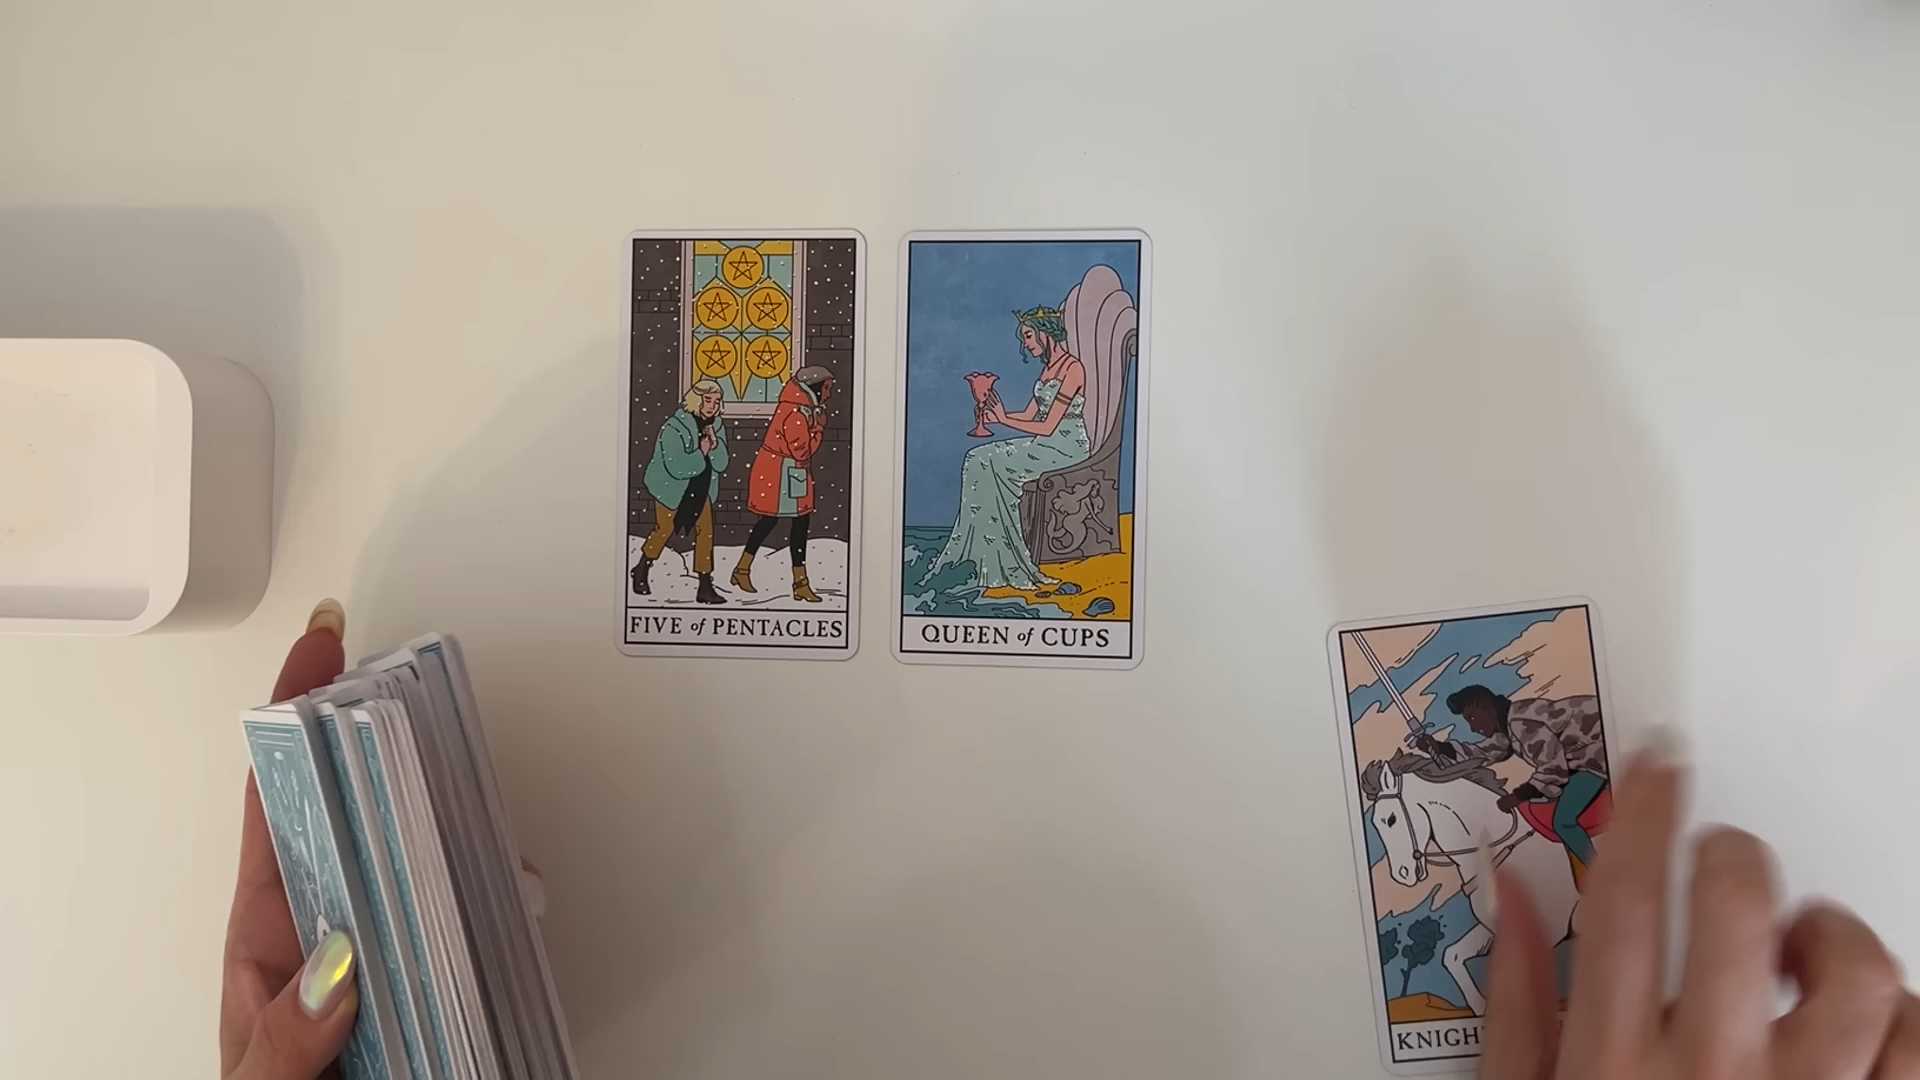 FIVE of PENTACLES
QUEEN of CUPS
KNIGH